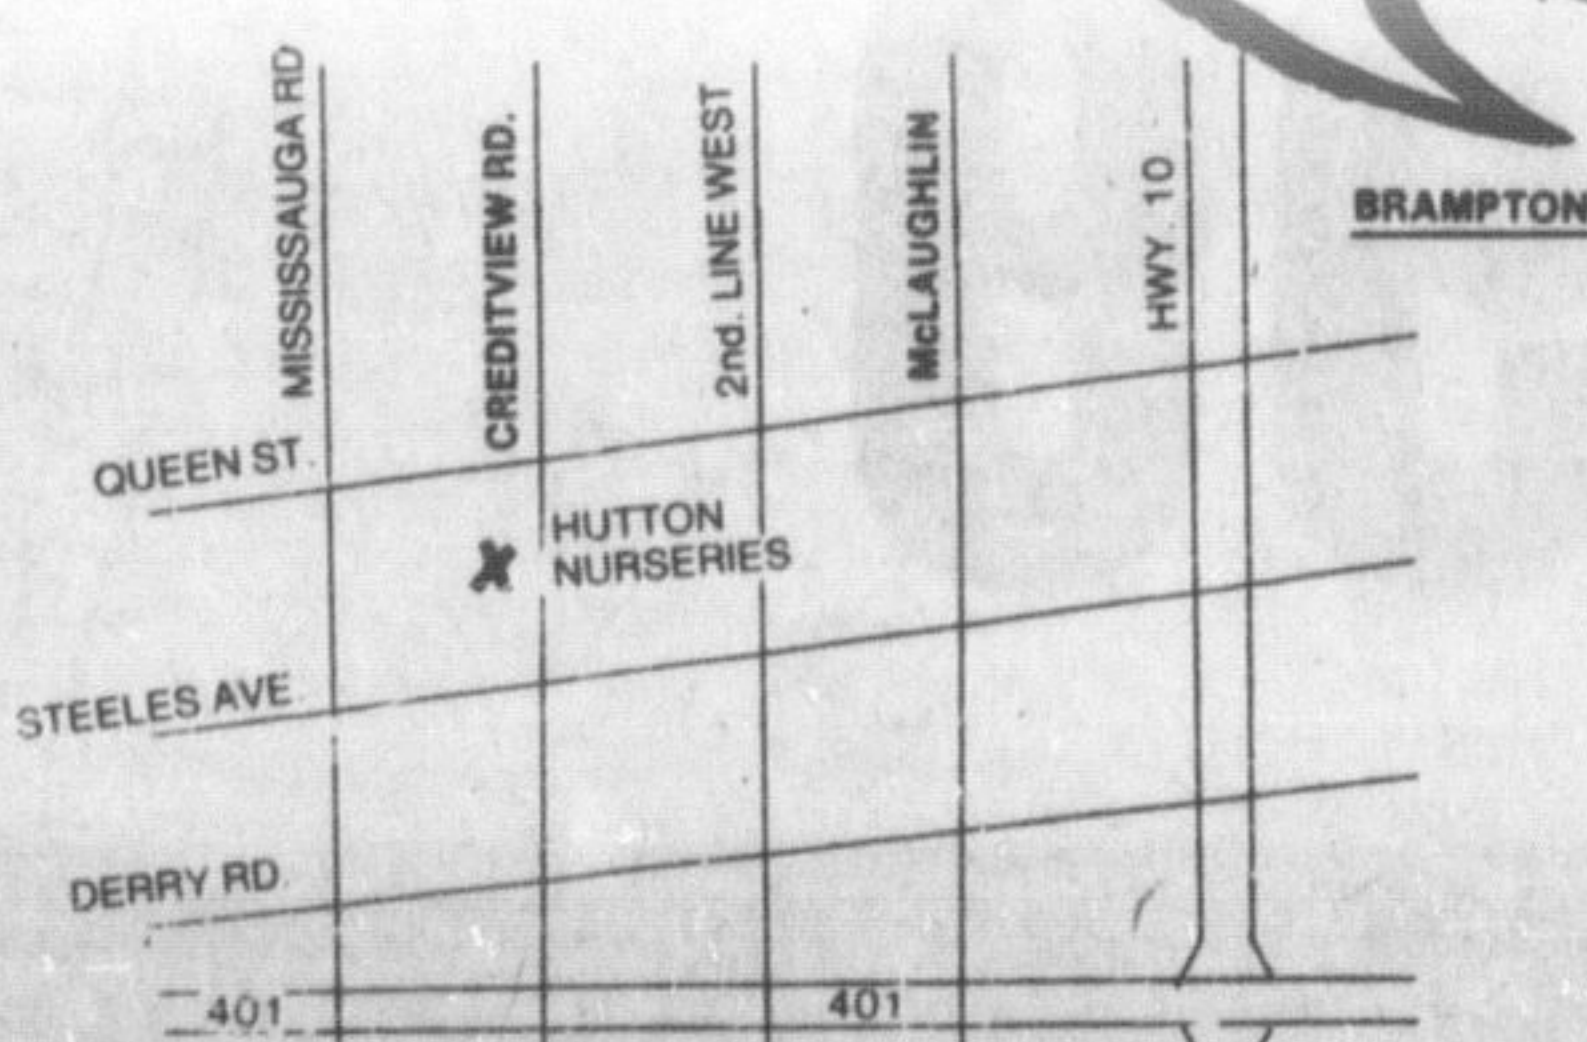 MISSISSAUGA RD
CREDITVIEW RD.
2nd. LINE WEST
McLAUGHLIN
HWY. 10
BRAMPTON
QUEEN ST.
HUTTON
NURSERIES
STEELES AVE.
DERRY RD.
401
401